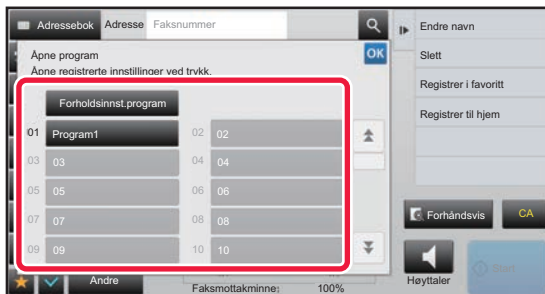 Adressebok Adresse Faksnummer
Endre navn
Åpne program OK
Slett
Åpne registrerte innstillinger ved trykk.
Registrer i favoritt
Forholdsinnst.program
Registrer til hjem
01 Program1 02 02
03 03 04 04
05 05 06 06
07 07 08 08
Forhåndsvis CA
09 09 10 10
Start
Andre
Høyttaler
Faksmottakminne: 100%